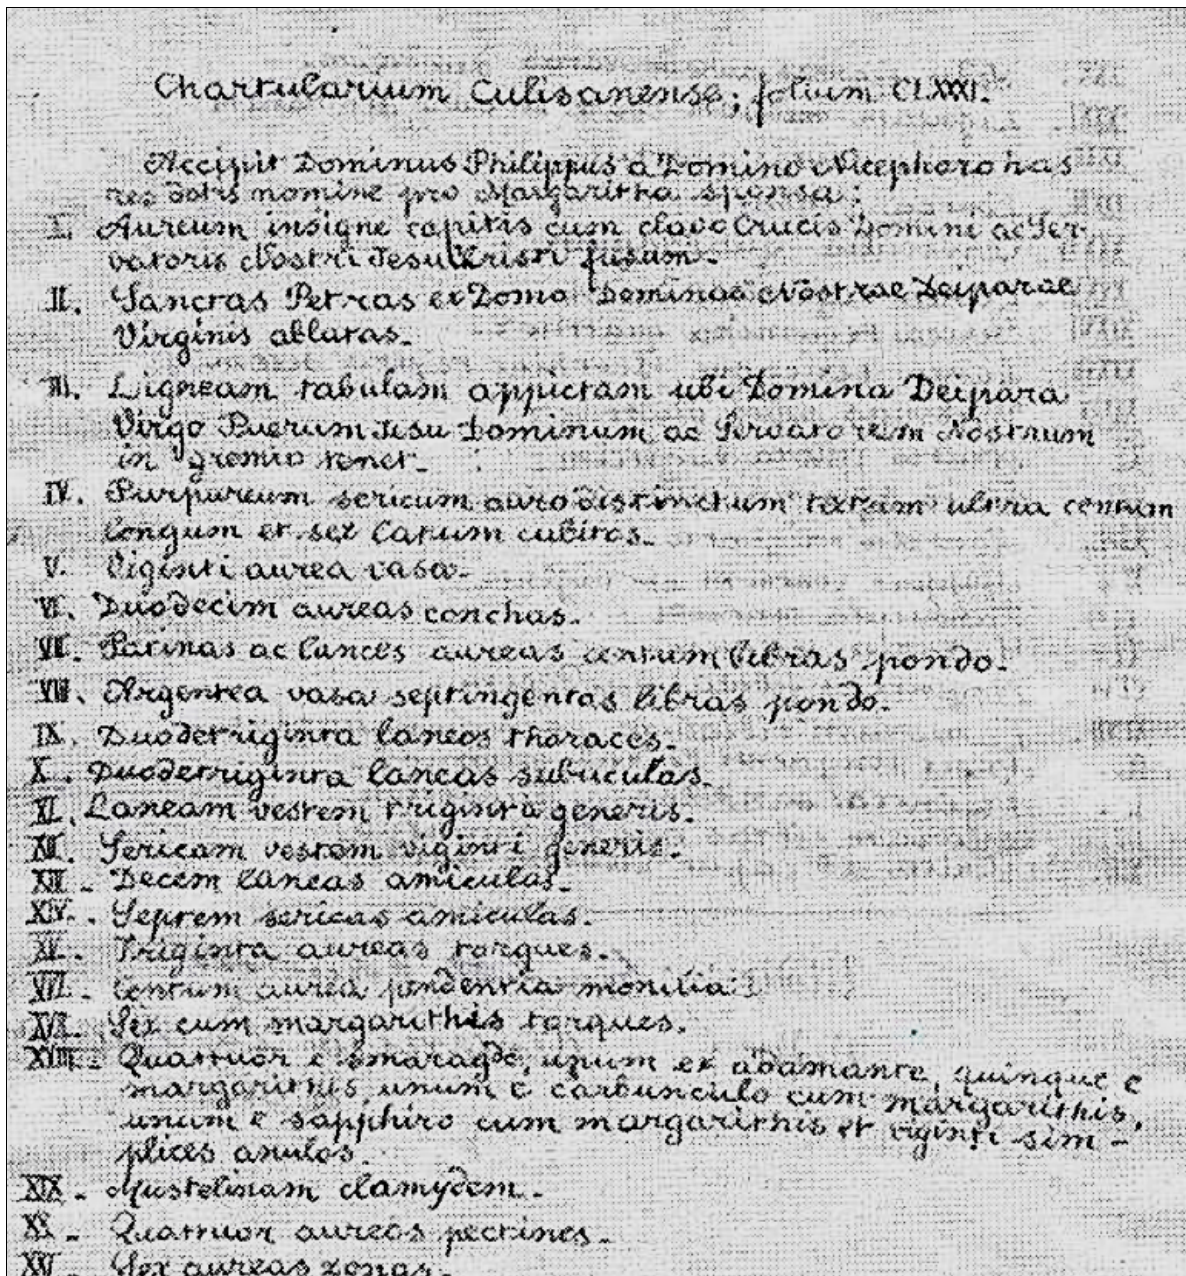 Chartularium Culisanense; folium CLXXXI.
Accipit Dominus Philippus a Domino Nicephoro has
res dotis nomine pro Margaritha sponsa:
I. Aureum insigne capitis cum clavo Crucis Domini ac Ser-
vatoris Nostri Jesu Kristi fusum.
II. Sanctas Petras ex Domo Dominae Nostrae Deiparae
Virginis ablatas.
III. Ligneam tabulam appictam ubi Domina Deipara
Virgo Puerum Jesu Dominum ac Servatorem Nostrum
in gremio tenet.
IV. Purpureum sericum auro distinctum textam ultra centum
longum et sex latum cubitos.
V. Viginti aurea vasa.
VI. Duodecim aureas conchas.
VII. Patinas ac lances aureas centum libras pondo.
VIII. Argentea vasa septingentas libras pondo.
IX. Duodetriginta laneos thoraces.
X. Duodetriginta laneas subuculas.
XI. Laneam vestem triginta generis.
XII. Sericam vestem viginti generis.
XIII - Decem laneas amiculas.
XIV. Septem sericas amiculas.
XV - Triginta aureas torques.
XVI - Centum aurea pendentia monilia.
XVII - Sex cum margarithis torques.
XVIII - Quattuor e smaragdo, unum ex adamante, quinque e
margarithis, unum e carbunculo cum margarithis,
unum e sapphiro cum margarithis et viginti sim-
plices anulos.
XIX - Mustelinam clamydem.
XX - Quattuor aureos pectines.
XXI - Sex aureas zonas.